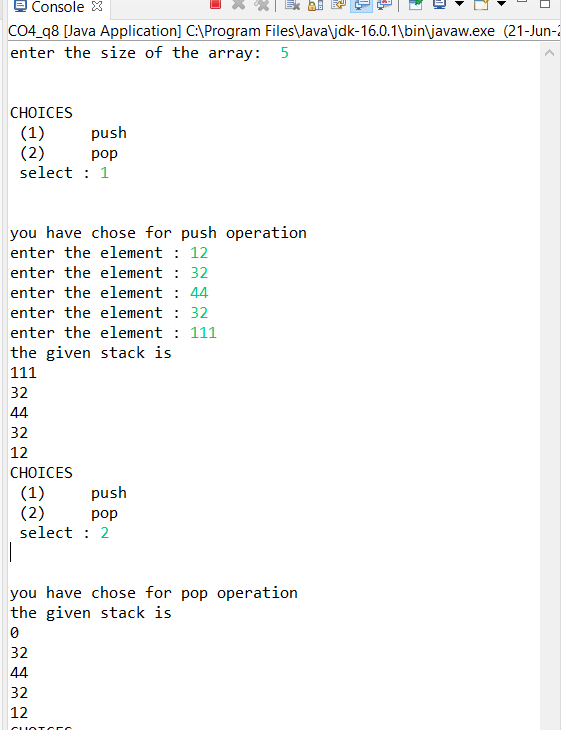 Console
CO4_q8 [Java Application] C:\Program Files\Java\jdk-16.0.1\bin\javaw.exe (21-Jun-2
enter the size of the array:  5
CHOICES
(1)     push
(2)     pop
select : 1
you have chose for push operation
enter the element : 12
enter the element : 32
enter the element : 44
enter the element : 32
enter the element : 111
the given stack is
111
32
44
32
12
CHOICES
(1)     push
(2)     pop
select : 2
you have chose for pop operation
the given stack is
0
32
44
32
12
CHOICES